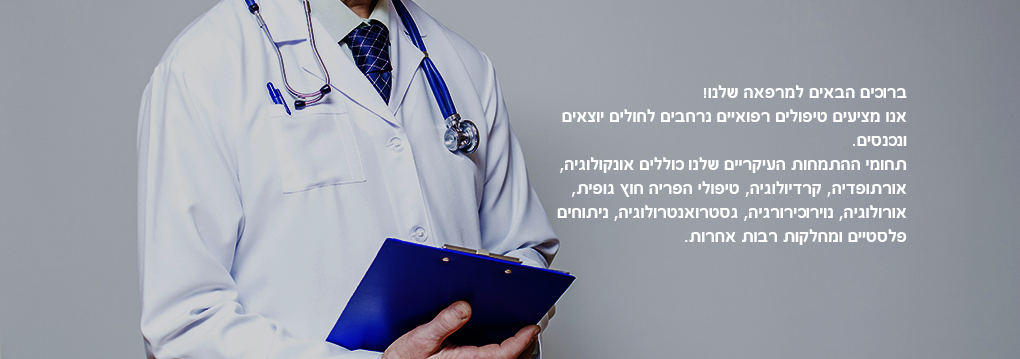 ברוכים הבאים למרפאה שלנו!
אנו מציעים טיפולים רפואיים נרחבים לחולים יוצאים
ונכנסים.
תחומי ההתמחות העיקריים שלנו כוללים אונקולוגיה,
אורתופדיה, קרדיולוגיה, טיפולי הפריה חוץ גופית,
אורולוגיה, נוירוכירורגיה, גסטרואנטרולוגיה, ניתוחים
פלסטיים ומחלקות רבות אחרות.